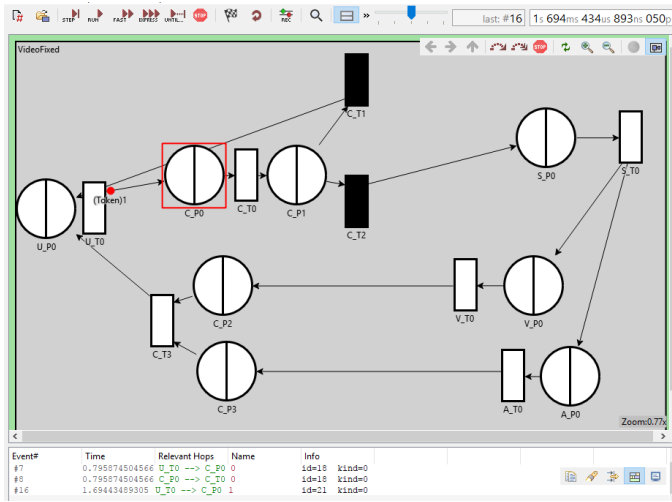 STEP RUN FAST EXPRESS UNTIL... STOP REC » last: #16 1s 694ms 434us 893ns 050p
VideoFixed STOP
C_T1
S_P0 S_T0
(Token)1
U_P0 U_T0 C_P0 C_T0 C_P1 C_T2
C_P2 V_T0 V_P0
C_T3
C_P3 A_T0 A_P0
Zoom:0.77x
Event# Time Relevant Hops Name Info
#7 0.795874504566 U_T0 --> C_P0 0 id=18 kind=0
#8 0.795874504566 C_P0 --> C_T0 0 id=18 kind=0
#16 1.69443489305 U_T0 --> C_P0 1 id=21 kind=0